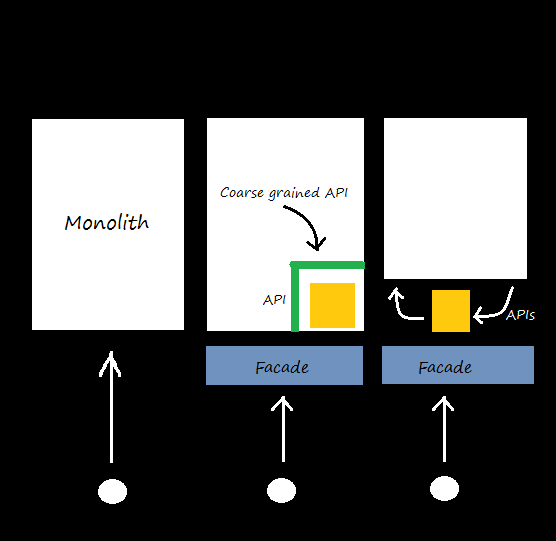 Monolith
Coarse grained API
API
Facade
APIs
Facade